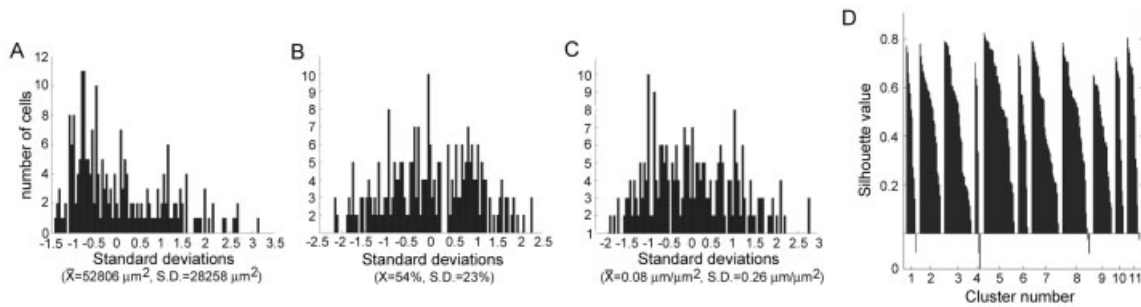 A
B
C
D
number of cells
12
10
8
6
4
2
0
-1.5 -0.5 0 0.5 1 1.5 2 2.5 3 3.5
Standard deviations
(X̅=52806 µm², S.D.=28258 µm²)
10
9
8
7
6
5
4
3
2
-2.5 -2 -1.5 -1 -0.5 0 0.5 1 1.5 2 2.5
Standard deviations
(X=54%, S.D.=23%)
10
9
8
7
6
5
4
3
2
1
-2 -1.5 -1 -0.5 0 0.5 1 1.5 2 2.5 3
Standard deviations
(X̅=0.08 µm/µm², S.D.=0.26 µm/µm²)
Silhouette value
0.8
0.6
0.4
0.2
0
1 2 3 4 5 6 7 8 9 10 11
Cluster number